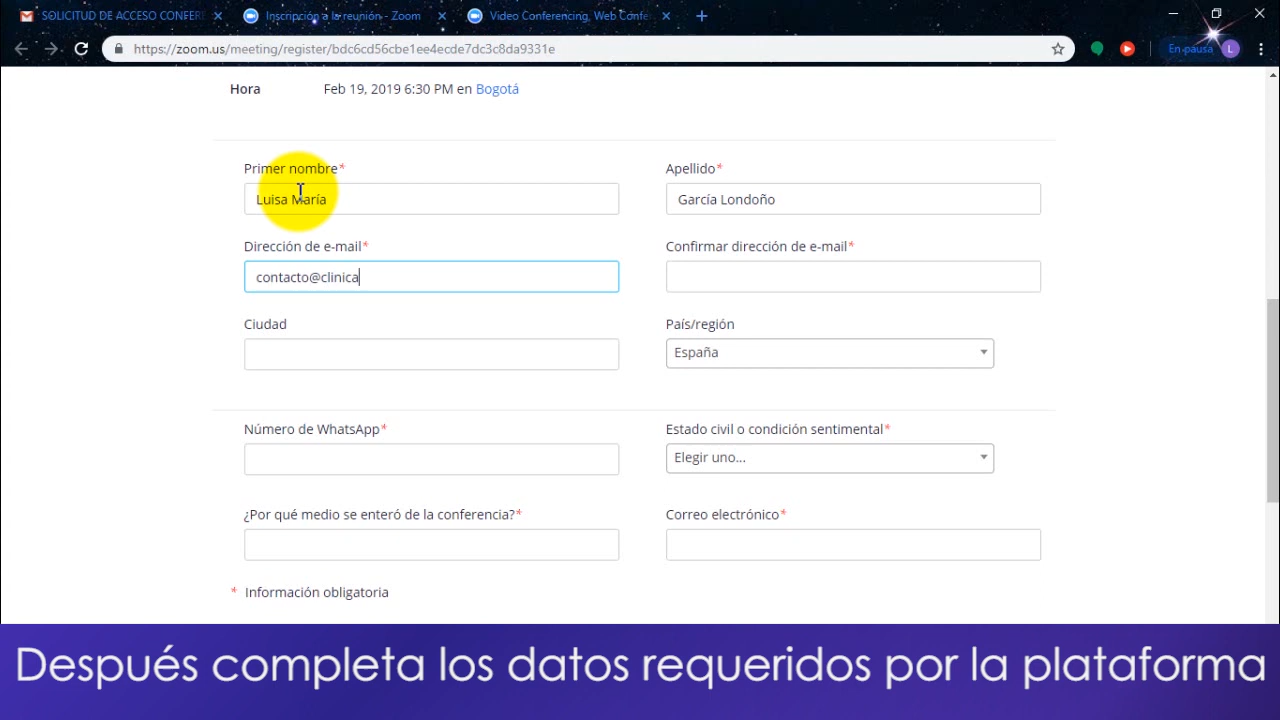 SOLICITUD DE ACCESO CONFERE
Inscripción a la reunión - Zoom
Video Conferencing, Web Confe
https://zoom.us/meeting/register/bdc6cd56cbe1ee4ecde7dc3c8da9331e
En pausa
L
Hora Feb 19, 2019 6:30 PM en Bogotá
Primer nombre* Apellido*
Luisa María García Londoño
Dirección de e-mail* Confirmar dirección de e-mail*
contacto@clinica
Ciudad País/región
España
Número de WhatsApp* Estado civil o condición sentimental*
Elegir uno...
¿Por qué medio se enteró de la conferencia?* Correo electrónico*
* Información obligatoria
Después completa los datos requeridos por la plataforma